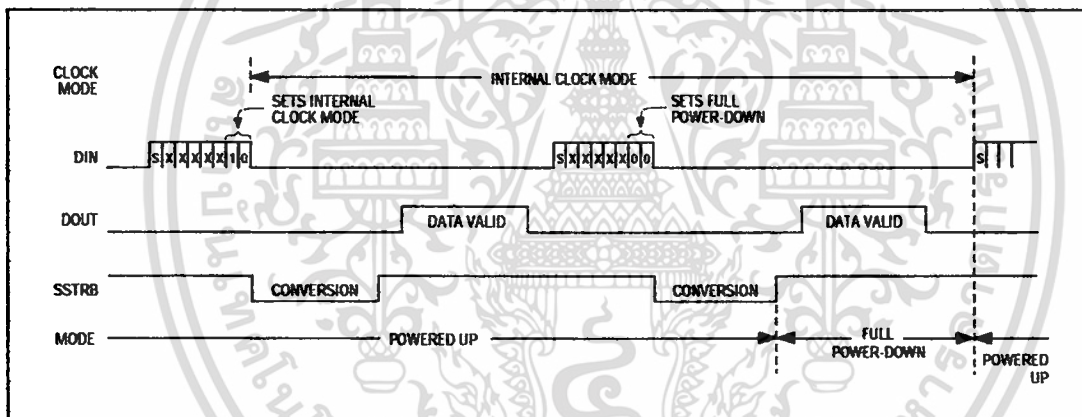 CLOCK
MODE
INTERNAL CLOCK MODE
SETS INTERNAL
CLOCK MODE
SETS FULL
POWER-DOWN
DIN
S X X X X X 1 0
S X X X X X 0 0
S
DOUT
DATA VALID
DATA VALID
SSTRB
CONVERSION
CONVERSION
MODE
POWERED UP
FULL
POWER-DOWN
POWERED
UP